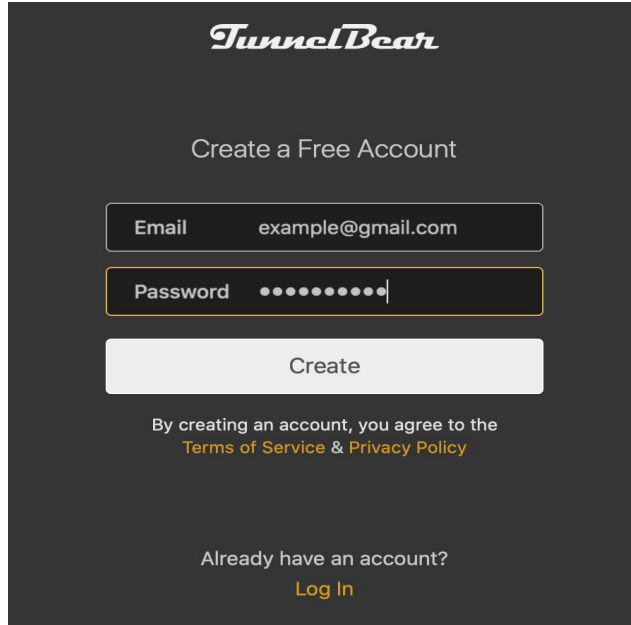 TunnelBear
Create a Free Account
Email example@gmail.com
Password ●●●●●●●●●●
Create
By creating an account, you agree to the
Terms of Service & Privacy Policy
Already have an account?
Log In